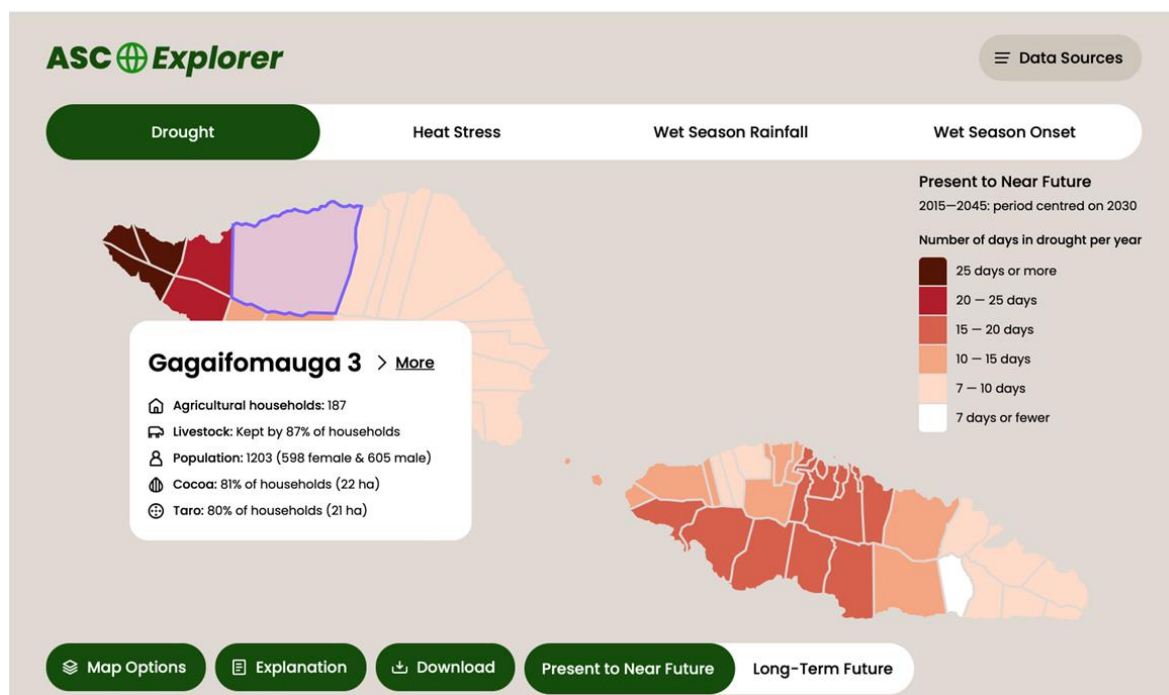 ASC Explorer
Data Sources
Drought
Heat Stress
Wet Season Rainfall
Wet Season Onset
Present to Near Future
2015–2045: period centred on 2030
Number of days in drought per year
25 days or more
20 – 25 days
15 – 20 days
10 – 15 days
7 – 10 days
7 days or fewer
Gagaifomauga 3 > More
Agricultural households: 187
Livestock: Kept by 87% of households
Population: 1203 (598 female & 605 male)
Cocoa: 81% of households (22 ha)
Taro: 80% of households (21 ha)
Map Options
Explanation
Download
Present to Near Future
Long-Term Future